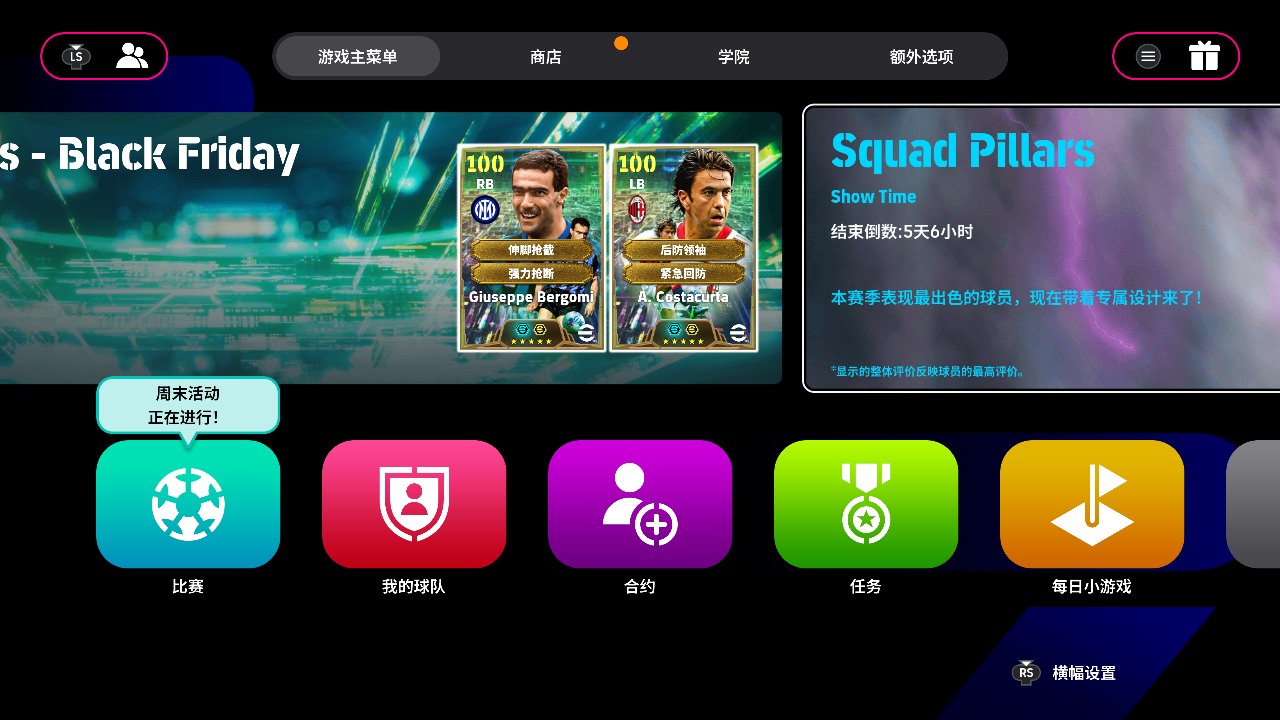 LS
游戏主菜单
商店
学院
额外选项
s - Black Friday
100
RB
伸脚抢截
强力抢断
Giuseppe Bergomi
100
LB
后防领袖
紧急回防
A. Costacurta
Squad Pillars
Show Time
结束倒数:5天6小时
本赛季表现最出色的球员，现在带着专属设计来了!
*显示的整体评价反映球员的最高评价。
周末活动
正在进行!
比赛
我的球队
合约
任务
每日小游戏
RS
横幅设置